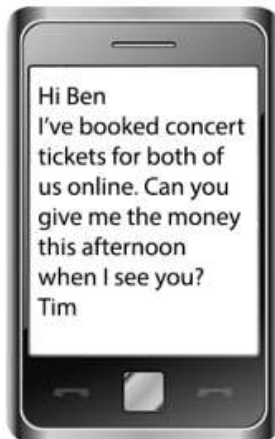 Hi Ben
I've booked concert
tickets for both of
us online. Can you
give me the money
this afternoon
when I see you?
Tim